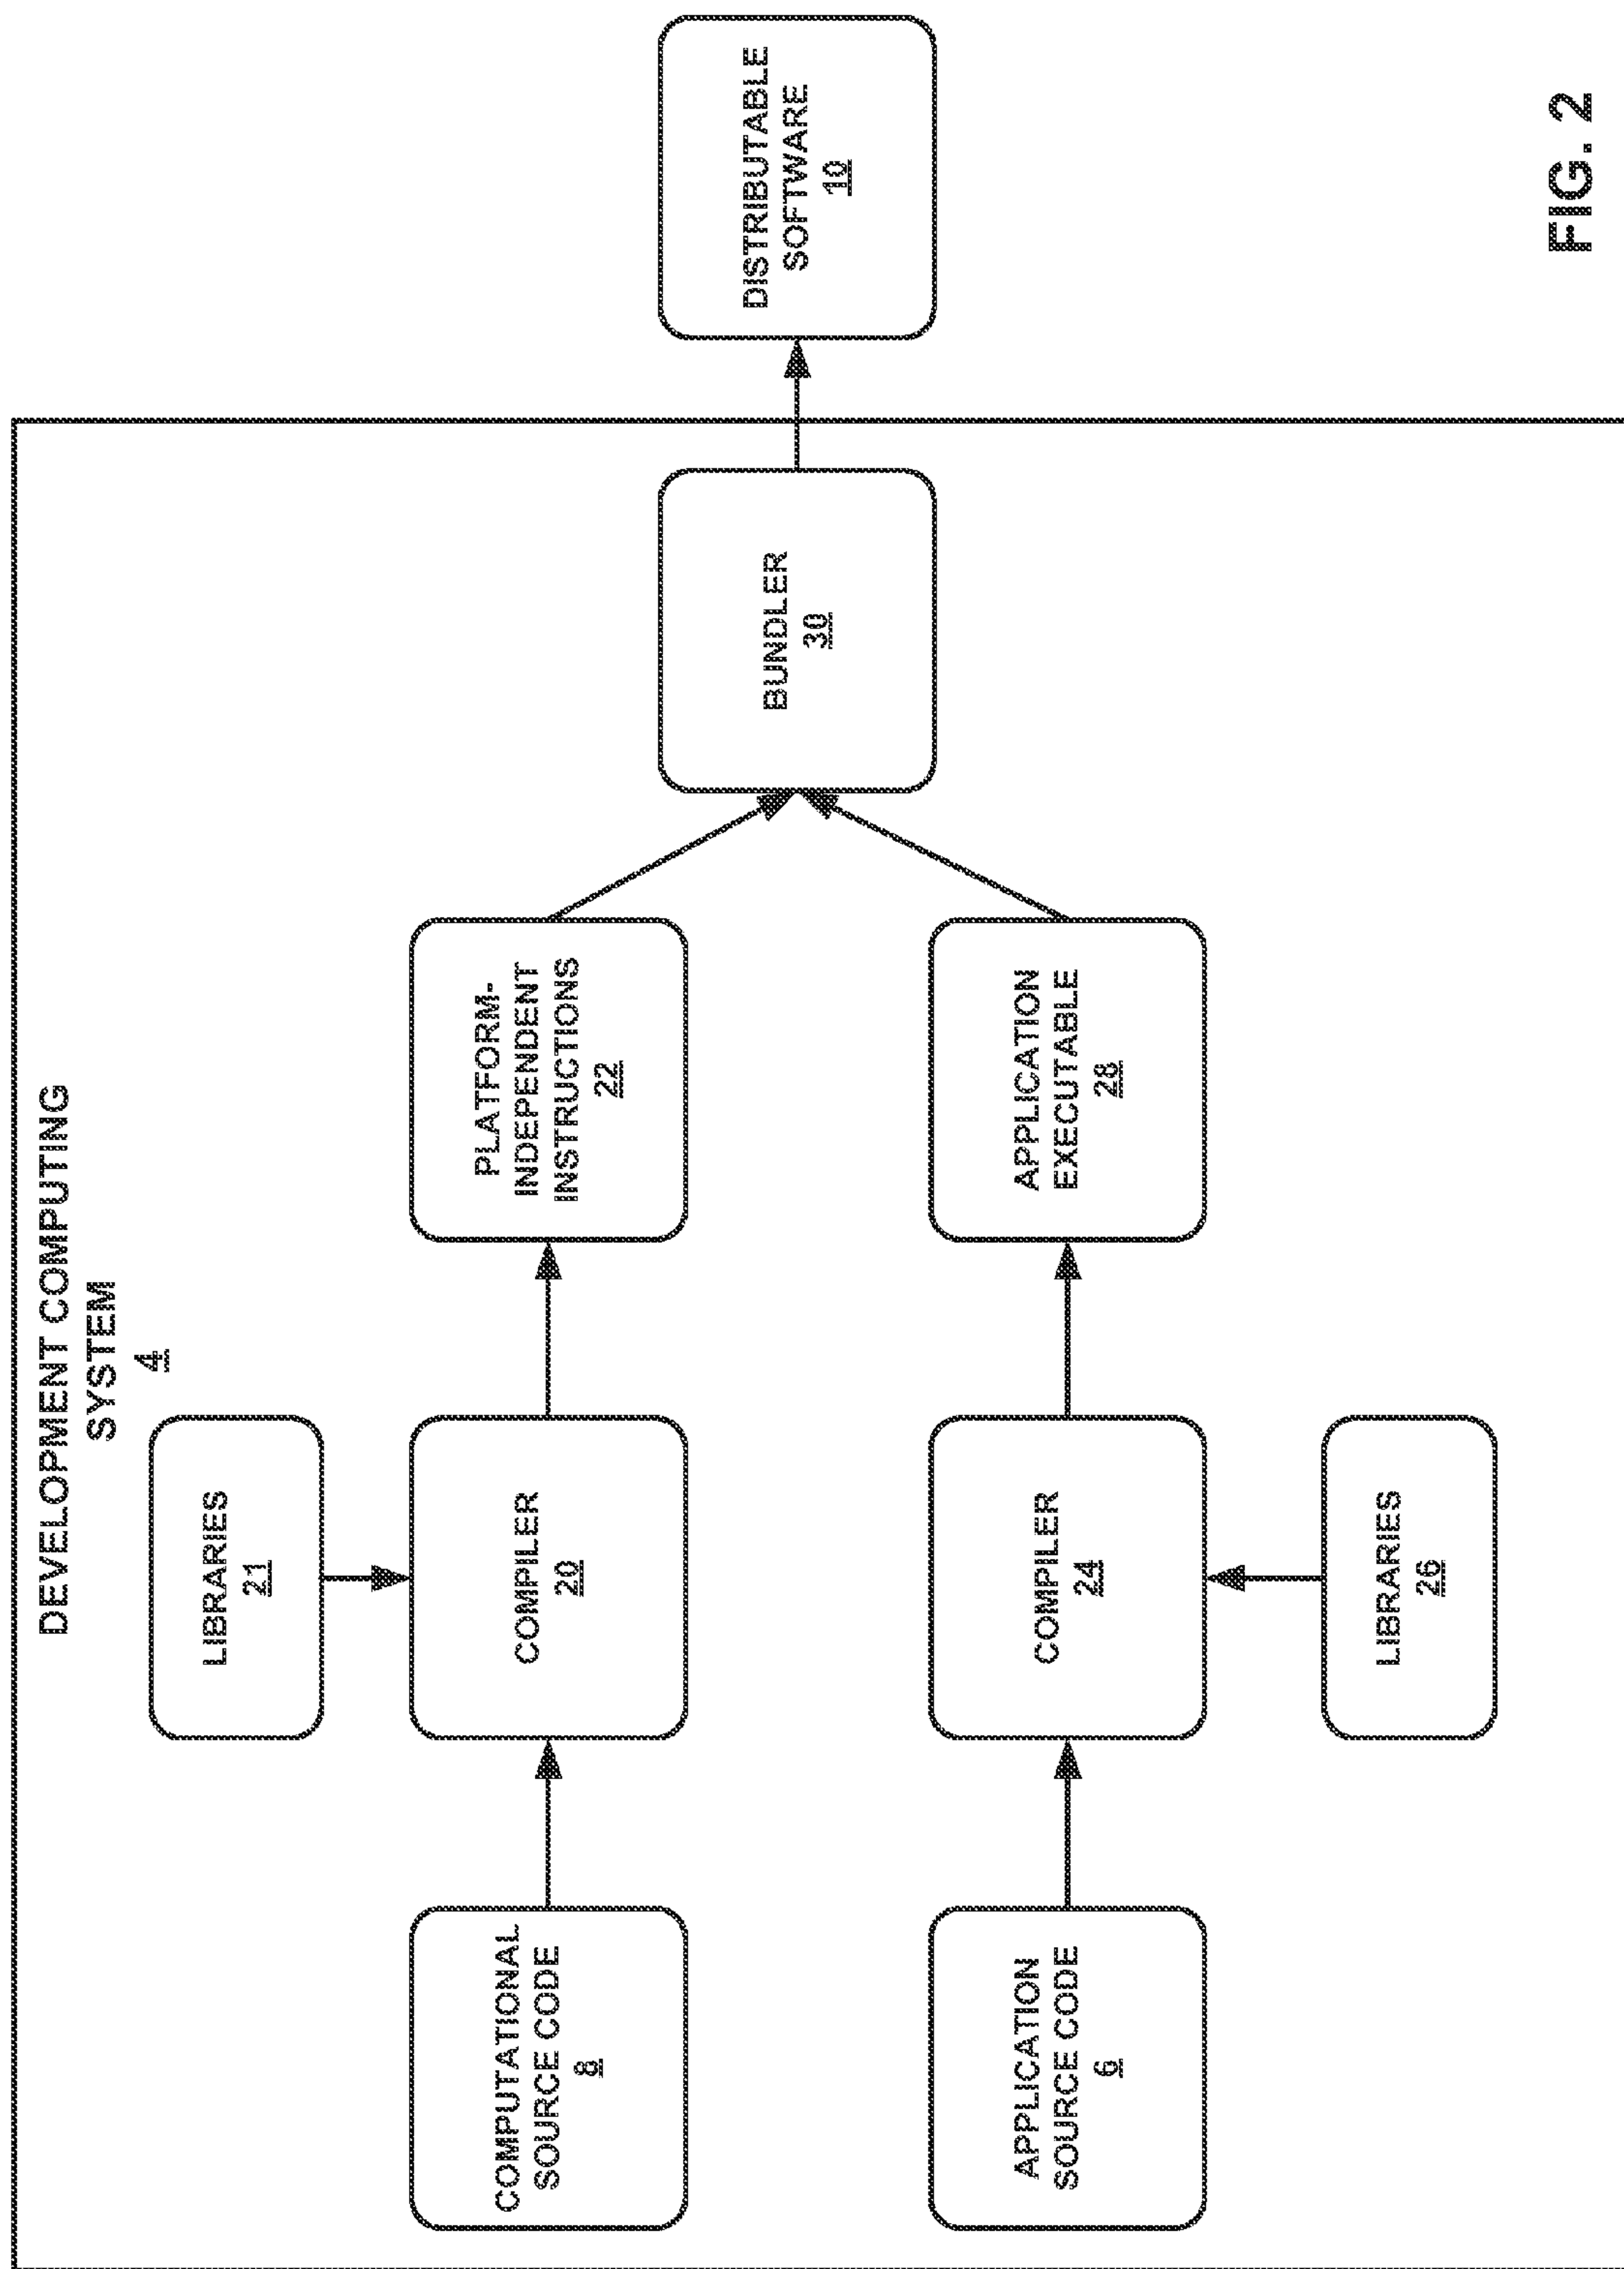 DEVELOPMENT COMPUTING
SYSTEM
4
LIBRARIES
21
COMPUTATIONAL
SOURCE CODE
8
COMPILER
20
PLATFORM-
INDEPENDENT
INSTRUCTIONS
22
BUNDLER
30
DISTRIBUTABLE
SOFTWARE
10
APPLICATION
SOURCE CODE
6
COMPILER
24
APPLICATION
EXECUTABLE
28
LIBRARIES
26
FIG. 2